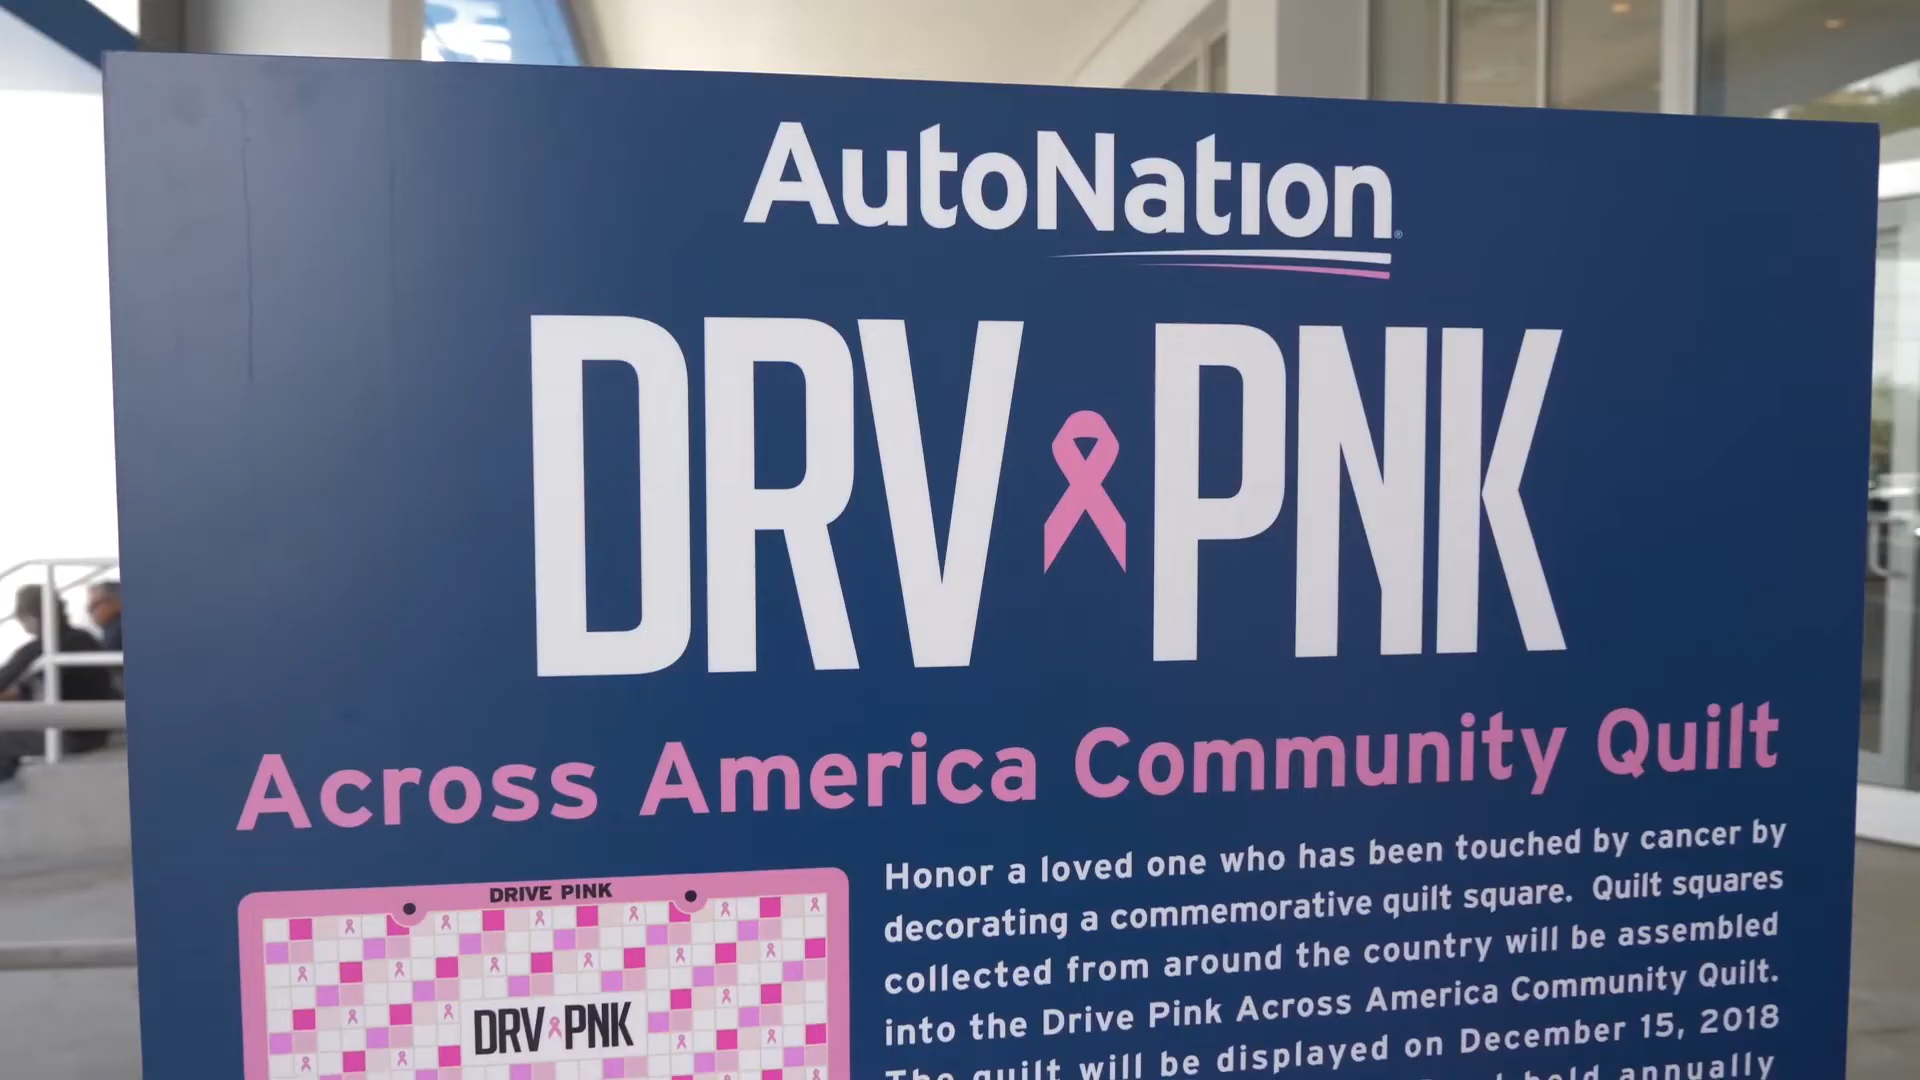 AutoNation
DRV PNK
Across America Community Quilt
Honor a loved one who has been touched by cancer by
decorating a commemorative quilt square. Quilt squares
collected from around the country will be assembled
into the Drive Pink Across America Community Quilt.
The quilt will be displayed on December 15, 2018
held annually
DRIVE PINK
DRV PNK